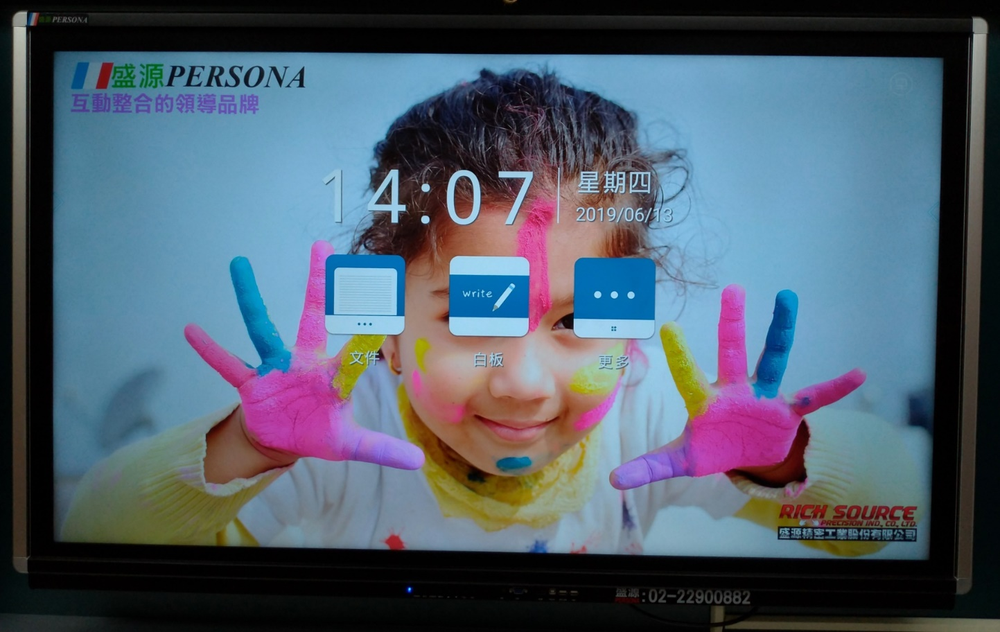 盛源 PERSONA
盛源PERSONA
互動整合的領導品牌
14:07
星期四
2019/06/13
write
文件
白板
更多
RICH SOURCE
PRECISION IND., CO., LTD.
盛源精密工業股份有限公司
盛源:02-22900882